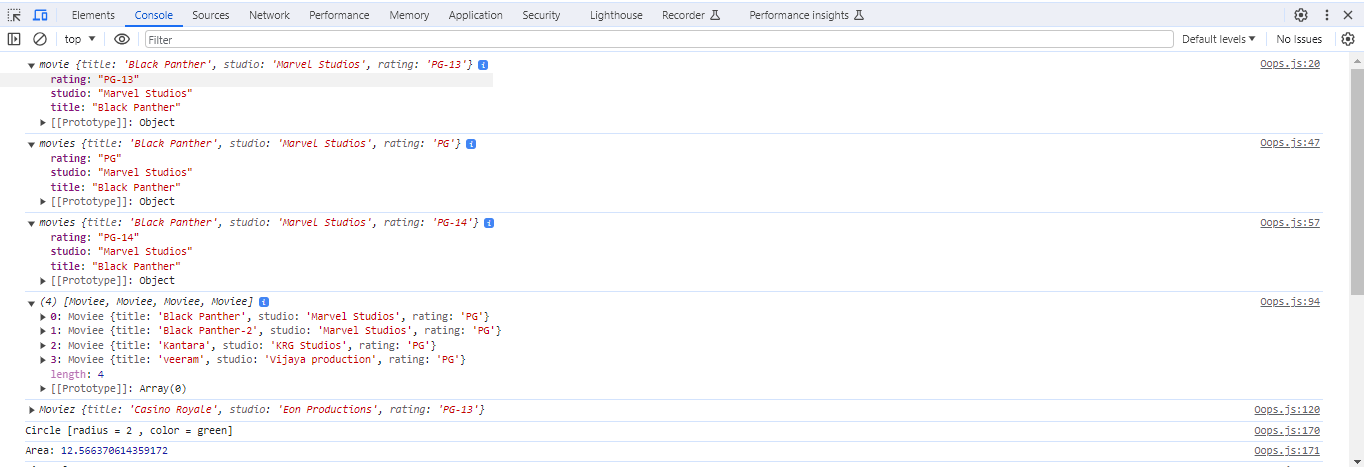 Elements Console Sources Network Performance Memory Application Security Lighthouse Recorder Performance insights
top Filter Default levels No Issues
movie {title: 'Black Panther', studio: 'Marvel Studios', rating: 'PG-13'} Oops.js:20
rating: "PG-13"
studio: "Marvel Studios"
title: "Black Panther"
[[Prototype]]: Object
movies {title: 'Black Panther', studio: 'Marvel Studios', rating: 'PG'} Oops.js:47
rating: "PG"
studio: "Marvel Studios"
title: "Black Panther"
[[Prototype]]: Object
movies {title: 'Black Panther', studio: 'Marvel Studios', rating: 'PG-14'} Oops.js:57
rating: "PG-14"
studio: "Marvel Studios"
title: "Black Panther"
[[Prototype]]: Object
(4) [Moviee, Moviee, Moviee, Moviee] Oops.js:94
0: Moviee {title: 'Black Panther', studio: 'Marvel Studios', rating: 'PG'}
1: Moviee {title: 'Black Panther-2', studio: 'Marvel Studios', rating: 'PG'}
2: Moviee {title: 'Kantara', studio: 'KRG Studios', rating: 'PG'}
3: Moviee {title: 'veeram', studio: 'Vijaya production', rating: 'PG'}
length: 4
[[Prototype]]: Array(0)
Moviez {title: 'Casino Royale', studio: 'Eon Productions', rating: 'PG-13'} Oops.js:120
Circle [radius = 2 , color = green] Oops.js:170
Area: 12.566370614359172 Oops.js:171